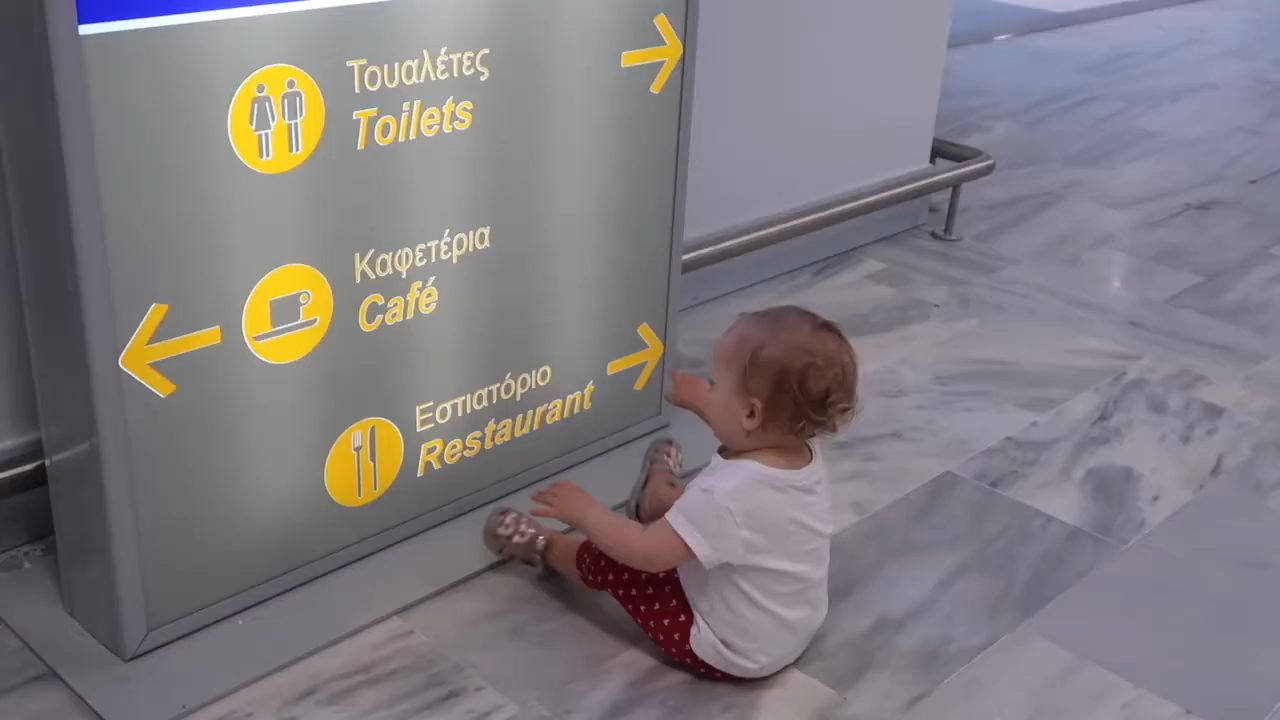 Τουαλέτες
Toilets
Καφετέρια
Café
Εστιατόριο
Restaurant